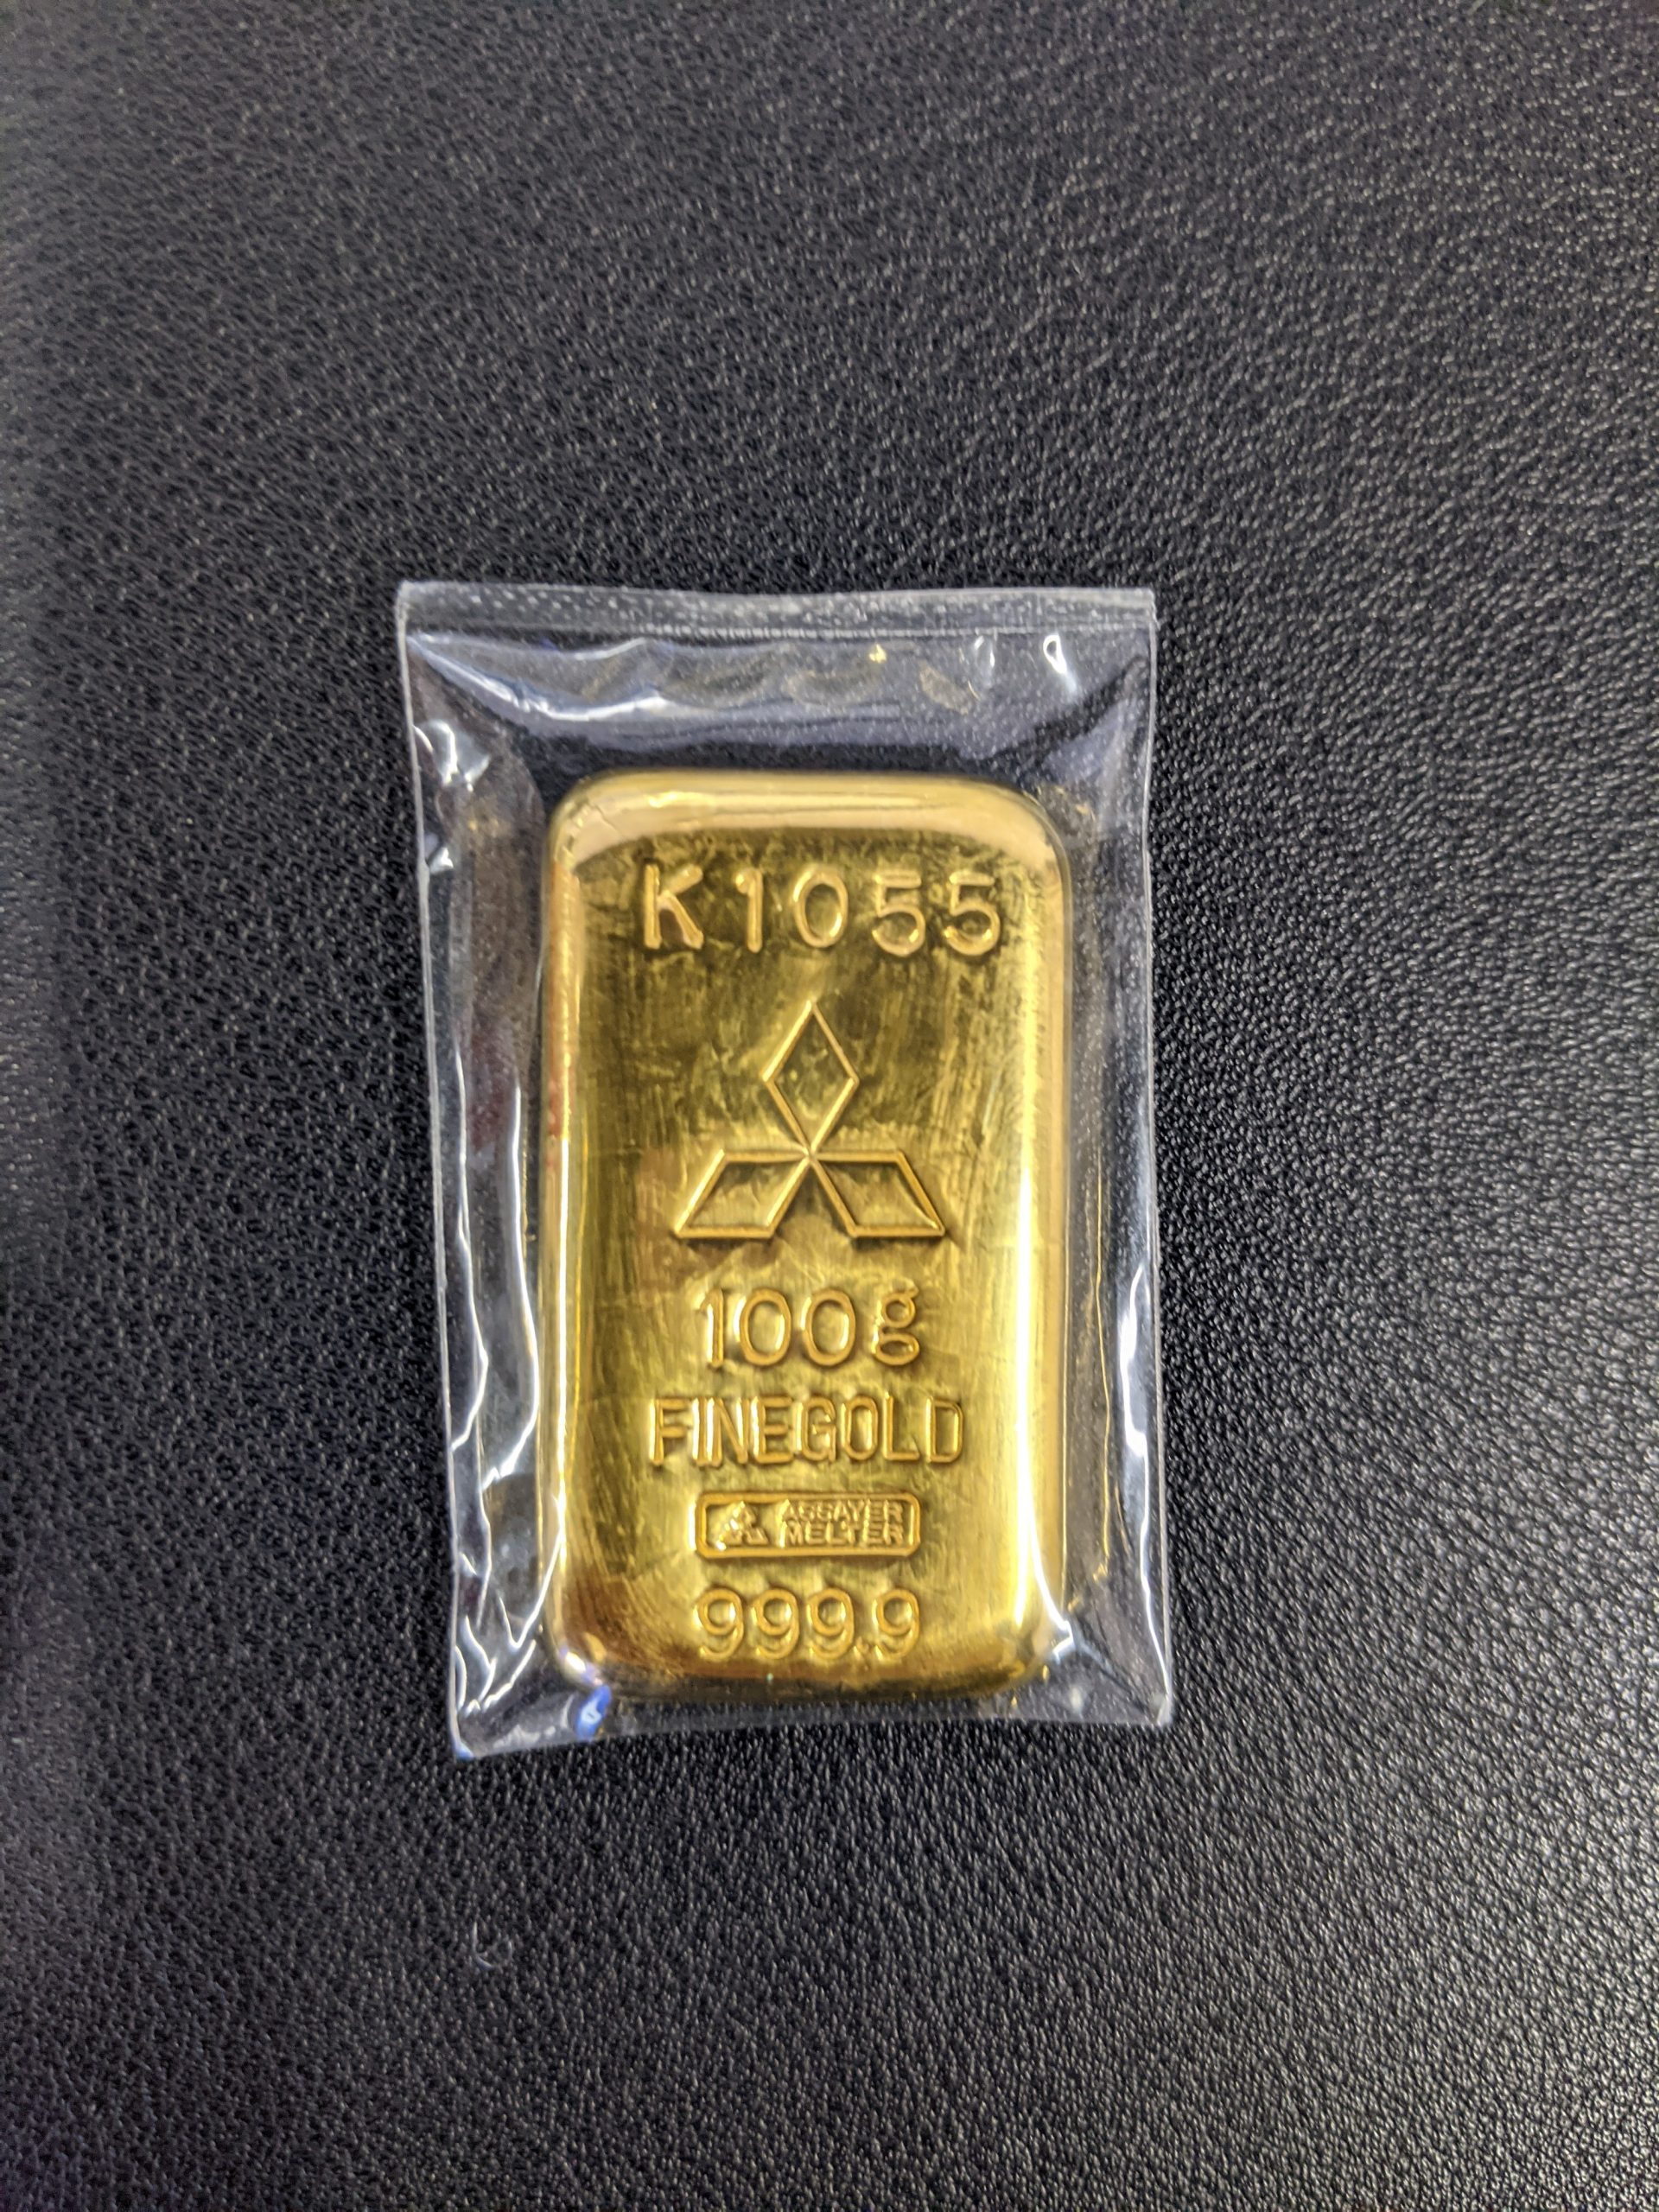 K1055
100g
FINEGOLD
ASSAYER
MELTER
999.9